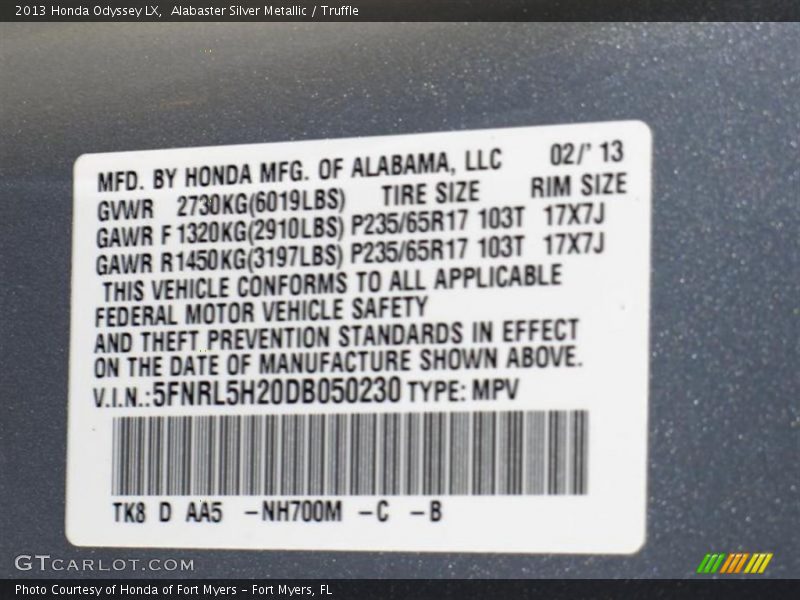 2013 Honda Odyssey LX,  Alabaster Silver Metallic / Truffle
MFD. BY HONDA MFG. OF ALABAMA, LLC 02/' 13
GVWR 2730KG(6019LBS) TIRE SIZE RIM SIZE
GAWR F 1320KG(2910LBS) P235/65R17 103T 17X7J
GAWR R1450KG(3197LBS) P235/65R17 103T 17X7J
THIS VEHICLE CONFORMS TO ALL APPLICABLE
FEDERAL MOTOR VEHICLE SAFETY
AND THEFT PREVENTION STANDARDS IN EFFECT
ON THE DATE OF MANUFACTURE SHOWN ABOVE.
V.I.N.:5FNRL5H20DB050230 TYPE: MPV
TK8 D AA5 -NH700M -C -B
GTCARLOT.COM
Photo Courtesy of Honda of Fort Myers - Fort Myers, FL